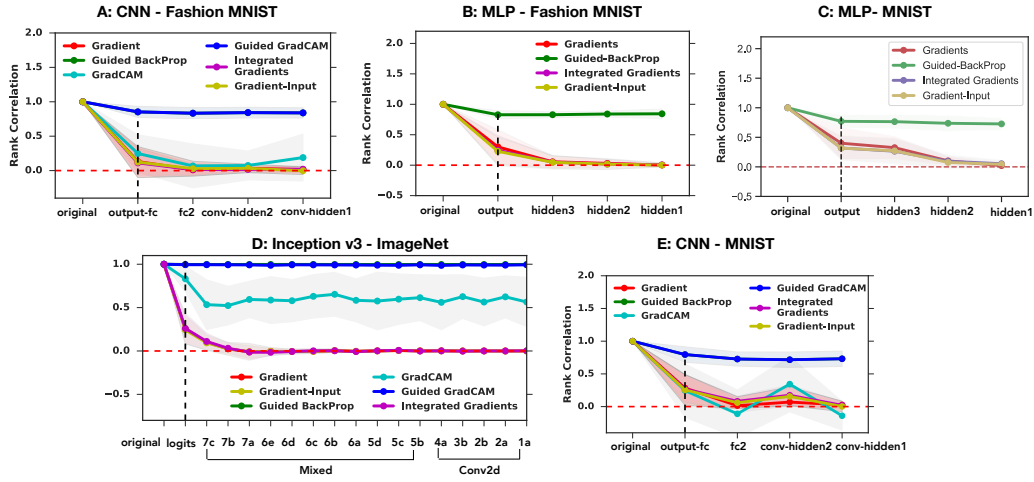 A: CNN - Fashion MNIST
2.0
1.5
1.0
0.5
0.0
Rank Correlation
Gradient
Guided BackProp
GradCAM
Guided GradCAM
Integrated
Gradients
Gradient-Input
original
output-fc
fc2
conv-hidden2
conv-hidden1
B: MLP - Fashion MNIST
2.0
1.5
1.0
0.5
0.0
−0.5
Rank Correlation
Gradients
Guided-BackProp
Integrated Gradients
Gradient-Input
original
output
hidden3
hidden2
hidden1
C: MLP- MNIST
2.0
1.5
1.0
0.5
0.0
−0.5
Rank Correlation
Gradients
Guided-BackProp
Integrated Gradients
Gradient-Input
original
output
hidden3
hidden2
hidden1
D: Inception v3 - ImageNet
1.0
0.5
0.0
−0.5
Rank Correlation
Gradient
Gradient-Input
Guided BackProp
GradCAM
Guided GradCAM
Integrated Gradients
original
logits
7c
7b
7a
6e
6d
6c
6b
6a
5d
5c
5b
4a
3b
2b
2a
1a
Mixed
Conv2d
E: CNN - MNIST
2.0
1.5
1.0
0.5
0.0
Rank Correlation
Gradient
Guided BackProp
GradCAM
Guided GradCAM
Integrated
Gradients
Gradient-Input
original
output-fc
fc2
conv-hidden2
conv-hidden1